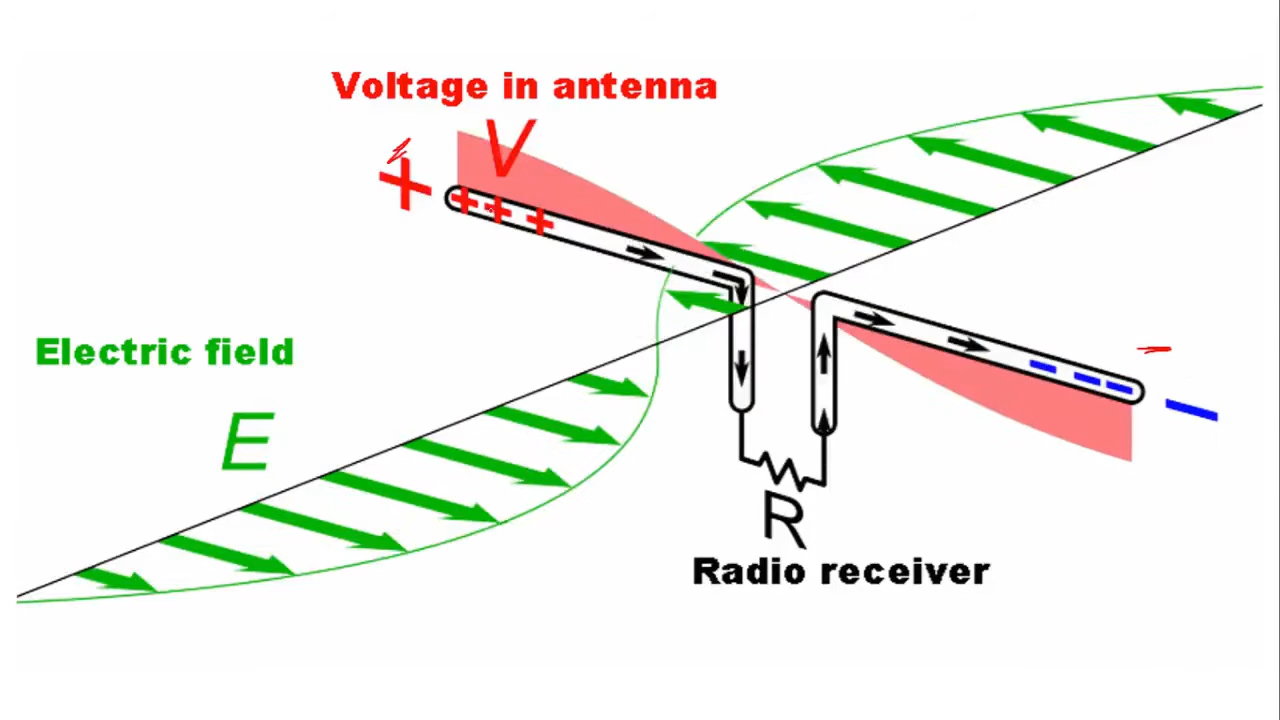 Voltage in antenna
V
+
+ + +
Electric field
E
− − −
−
R
Radio receiver